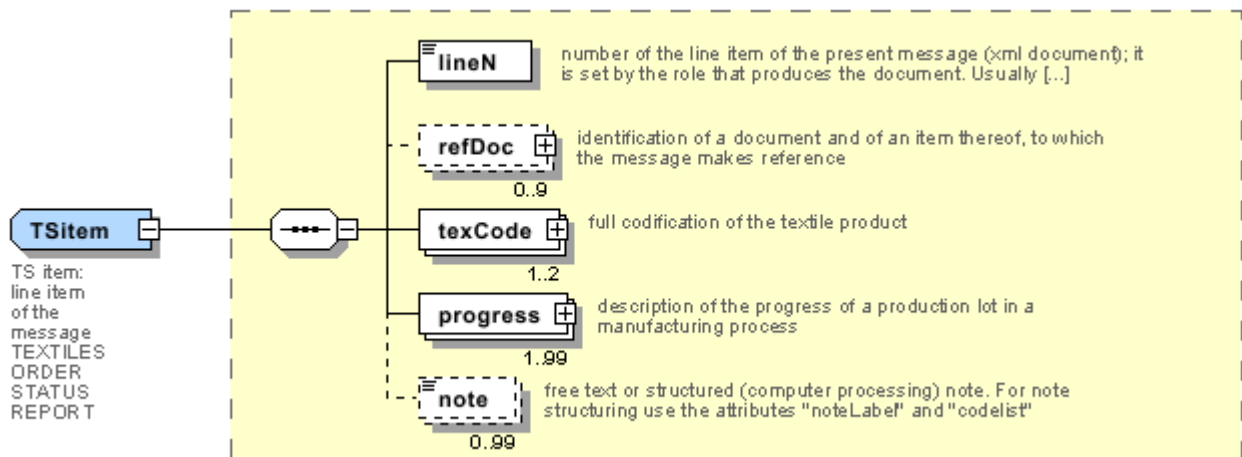 lineN
number of the line item of the present message (xml document); it
is set by the role that produces the document. Usually [...]
refDoc
0..9
identification of a document and of an item thereof, to which
the message makes reference
TSitem
TS item:
line item
of the
message
TEXTILES
ORDER
STATUS
REPORT
texCode
1..2
full codification of the textile product
progress
1..99
description of the progress of a production lot in a
manufacturing process
note
0..99
free text or structured (computer processing) note. For note
structuring use the attributes "noteLabel" and "codelist"